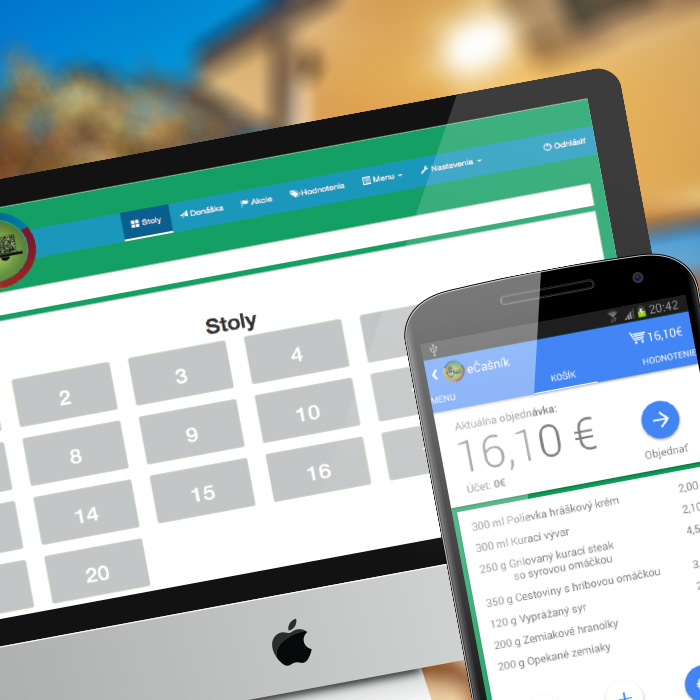 Stoly
Donáška
Akcie
Hodnotenia
Menu
Nastavenia
Odhlásiť
Stoly
2
3
4
8
9
10
14
15
16
20
20:42
eČašník
16,10€
MENU
KOŠÍK
HODNOTENIE
Aktuálna objednávka:
16,10 €
Účet: 0€
Objednať
300 ml Polievka hráškový krém
2,00
300 ml Kurací vývar
2,10
250 g Grilovaný kurací steak
so syrovou omáčkou
4,5
350 g Cestoviny s hríbovou omáčkou
3,
120 g Vyprážaný syr
200 g Zemiakové hranolky
200 g Opekané zemiaky